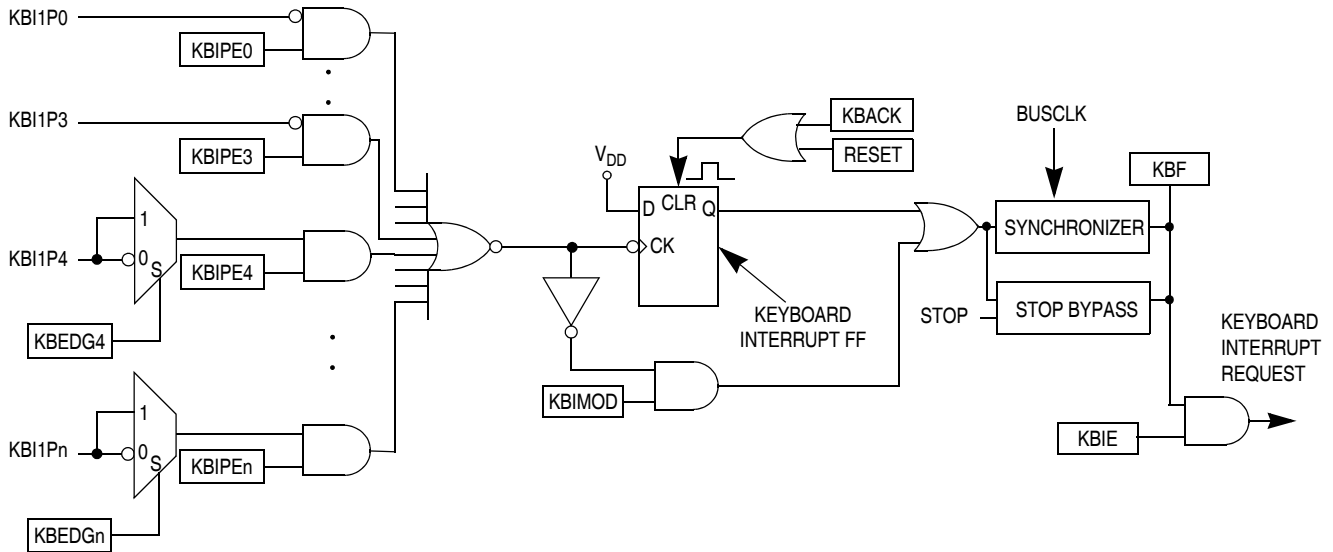 KBI1P0
KBIPE0
KBI1P3
KBIPE3
1
KBI1P4
0
S
KBIPE4
KBEDG4
1
KBI1Pn
0
S
KBIPEn
KBEDGn
VDD
D CLR Q
CK
KBACK
RESET
KEYBOARD
INTERRUPT FF
KBIMOD
BUSCLK
SYNCHRONIZER
KBF
STOP
STOP BYPASS
KBIE
KEYBOARD
INTERRUPT
REQUEST